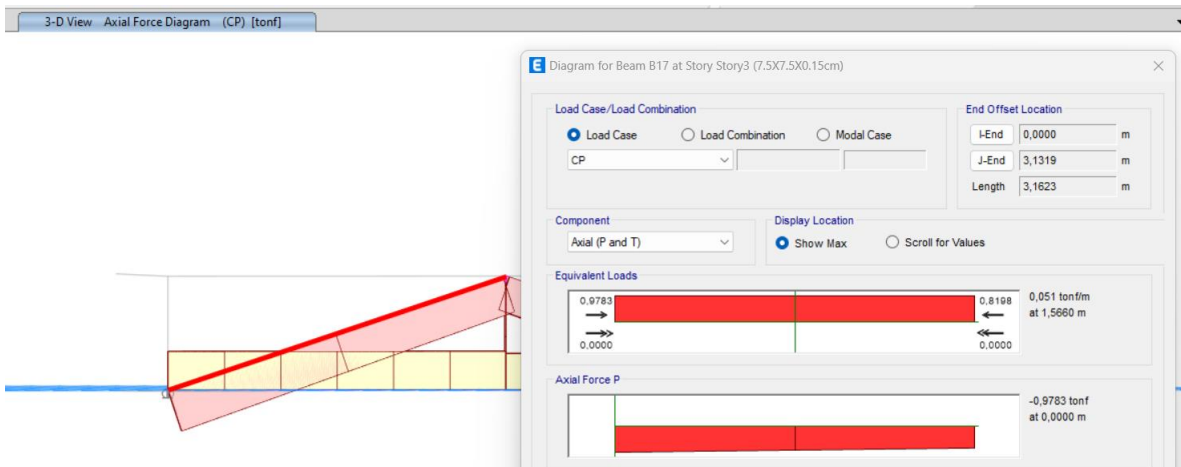 3-D View Axial Force Diagram (CP) [tonf]
E Diagram for Beam B17 at Story Story3 (7.5X7.5X0.15cm)
Load Case/Load Combination
Load Case Load Combination Modal Case
CP
End Offset Location
I-End 0,0000 m
J-End 3,1319 m
Length 3,1623 m
Component
Axial (P and T)
Display Location
Show Max Scroll for Values
Equivalent Loads
0,9783 0,8198
0,0000 0,0000
0,051 tonf/m
at 1,5660 m
Axial Force P
-0,9783 tonf
at 0,0000 m